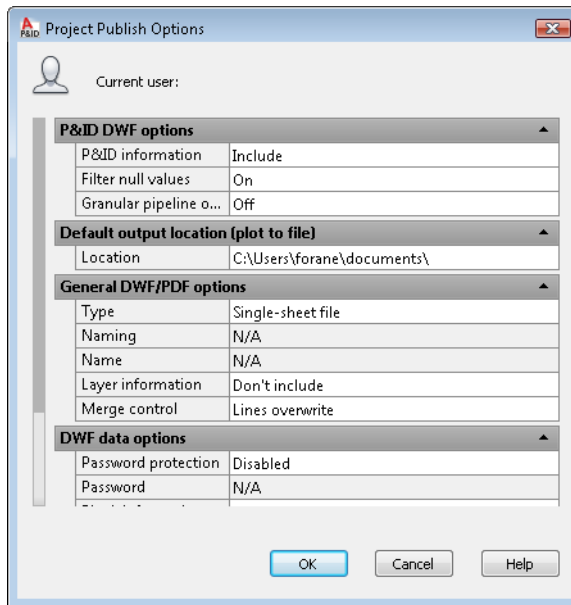 A
P&ID
Project Publish Options
Current user:
P&ID DWF options
P&ID information Include
Filter null values On
Granular pipeline o... Off
Default output location (plot to file)
Location C:\Users\forane\documents\
General DWF/PDF options
Type Single-sheet file
Naming N/A
Name N/A
Layer information Don't include
Merge control Lines overwrite
DWF data options
Password protection Disabled
Password N/A
OK Cancel Help